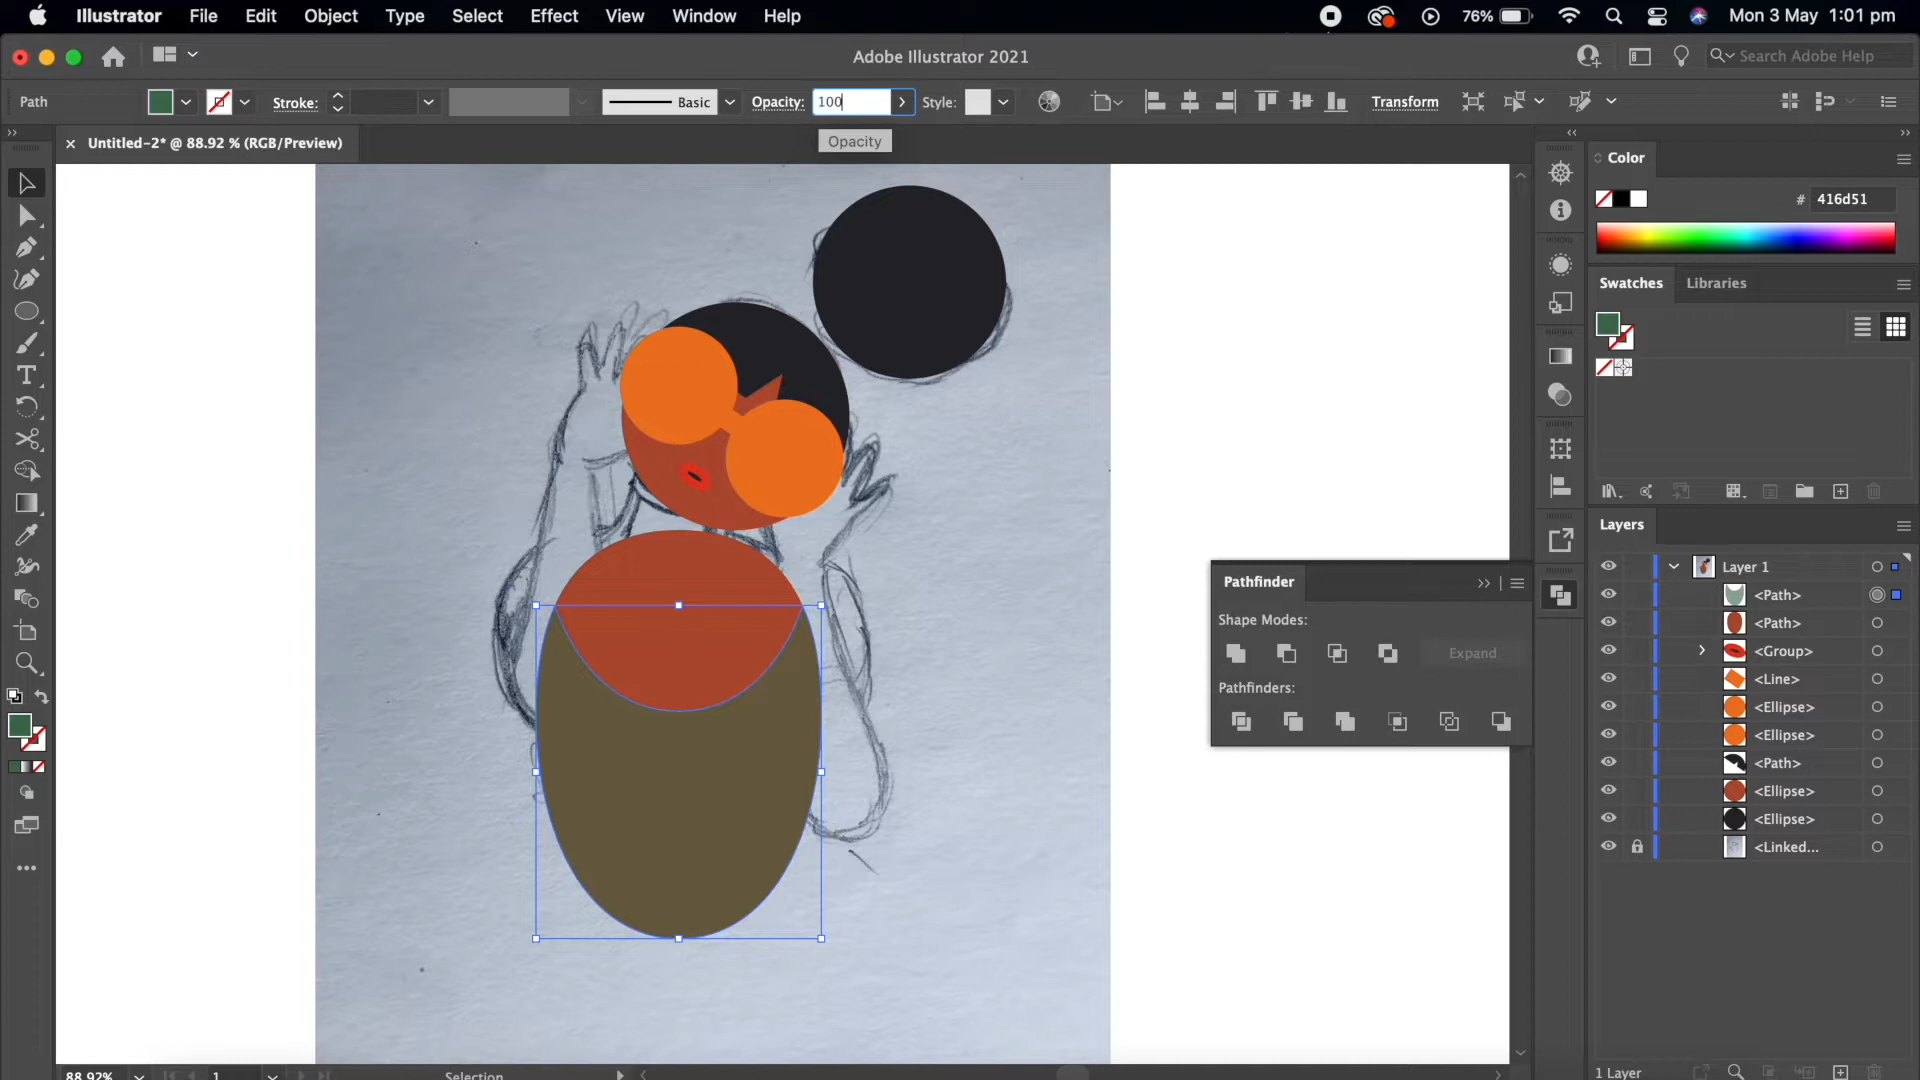 Illustrator File Edit Object Type Select Effect View Window Help 76% Mon 3 May 1:01 pm
Adobe Illustrator 2021
Search Adobe Help
Path Stroke: Basic Opacity: 100 Style: Transform
Opacity
Untitled-2* @ 88.92 % (RGB/Preview)
Color
# 416d51
Swatches Libraries
Layers
Layer 1
<Path>
<Path>
<Group>
<Line>
<Ellipse>
<Ellipse>
<Path>
<Ellipse>
<Ellipse>
<Linked...
Pathfinder
Shape Modes:
Expand
Pathfinders:
88.92% 1 Selection
1 Layer